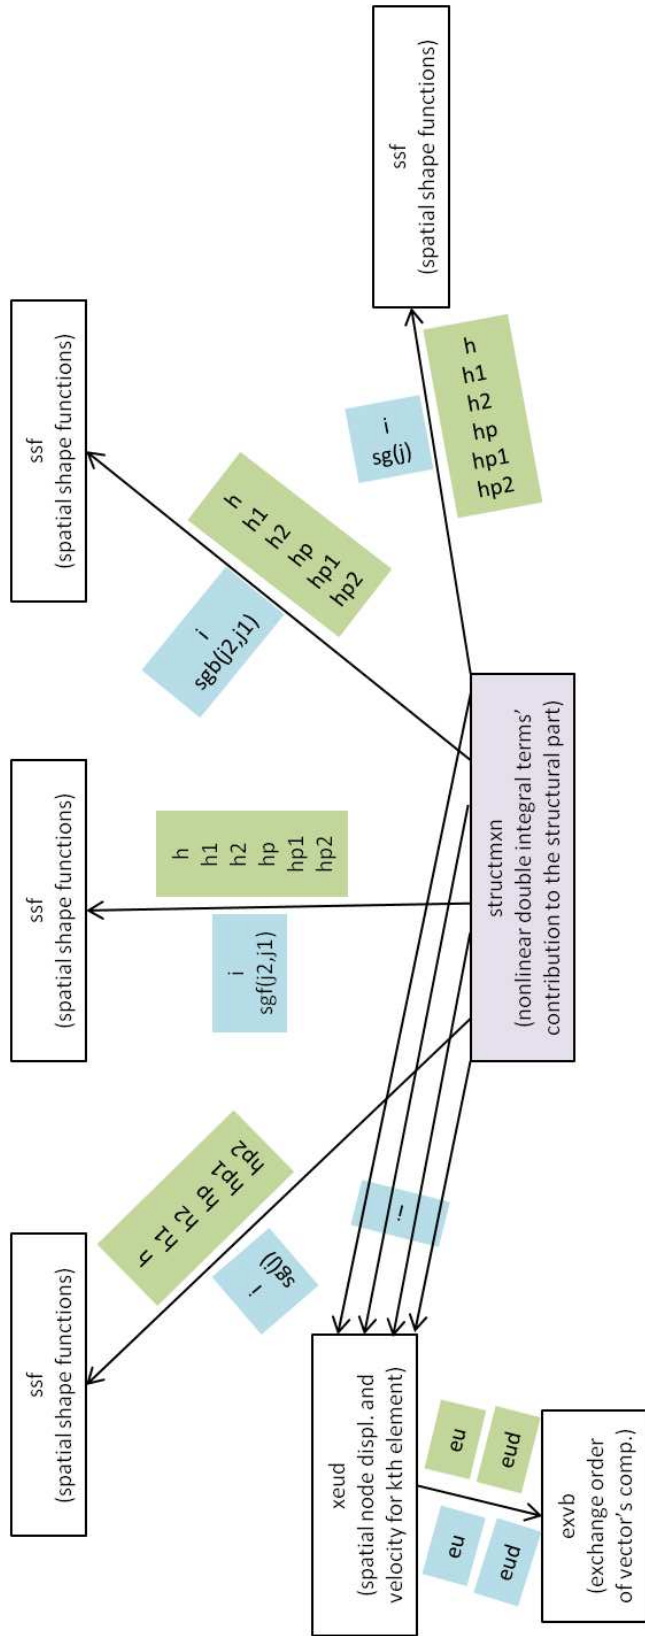 ssf
(spatial shape functions)
ssf
(spatial shape functions)
ssf
(spatial shape functions)
ssf
(spatial shape functions)
h
h1
h2
hp
hp1
hp2
i
sg(j)
h
h1
h2
hp
hp1
hp2
i
sgf(j2,j1)
h
h1
h2
hp
hp1
hp2
i
sgb(j2,j1)
i
sg(j)
h
h1
h2
hp
hp1
hp2
i
xeud
(spatial node displ. and
velocity for kth element)
structmxn
(nonlinear double integral terms'
contribution to the structural part)
eu
eud
eu
eud
exvb
(exchange order
of vector's comp.)